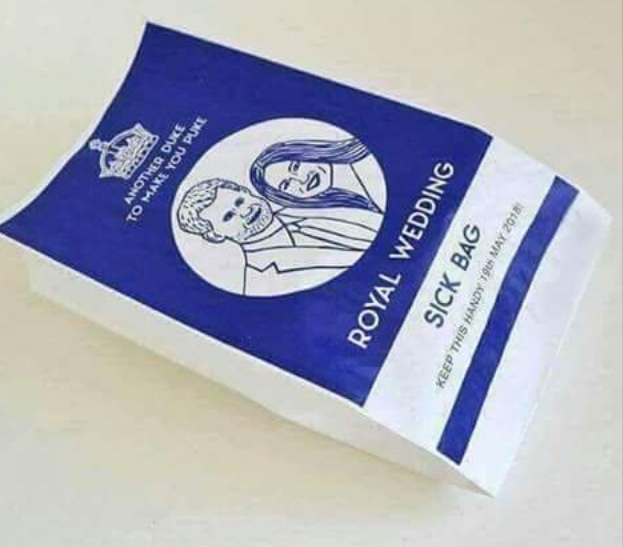 ANOTHER DUKE
TO MAKE YOU PUKE
ROYAL WEDDING
SICK BAG
KEEP THIS HANDY 19th MAY 2018!